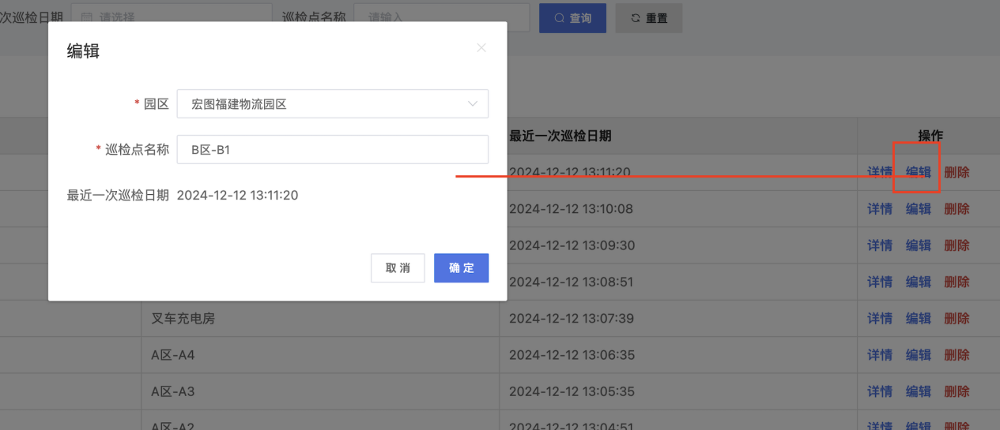 次巡检日期 请选择 巡检点名称 请输入 查询 重置
编辑
* 园区 宏图福建物流园区
* 巡检点名称 B区-B1
最近一次巡检日期 2024-12-12 13:11:20
取 消 确 定
最近一次巡检日期 操作
2024-12-12 13:11:20 详情 编辑 删除
2024-12-12 13:10:08 详情 编辑 删除
2024-12-12 13:09:30 详情 编辑 删除
2024-12-12 13:08:51 详情 编辑 删除
叉车充电房 2024-12-12 13:07:39 详情 编辑 删除
A区-A4 2024-12-12 13:06:35 详情 编辑 删除
A区-A3 2024-12-12 13:05:35 详情 编辑 删除
A区-A2 2024-12-12 13:04:51 详情 编辑 删除